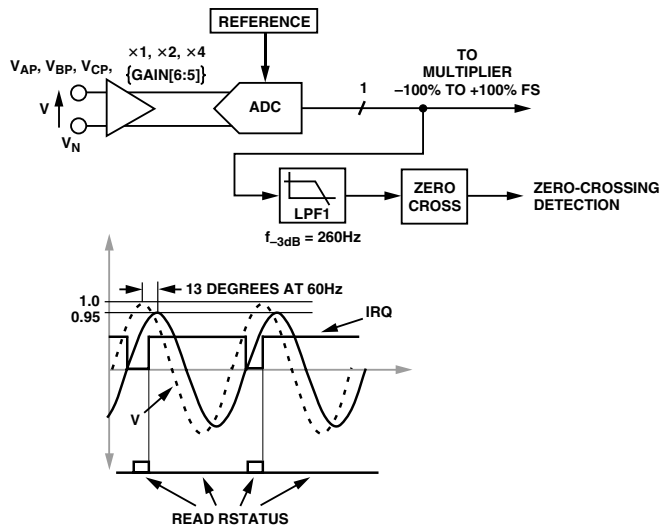 REFERENCE
×1, ×2, ×4
V_AP, V_BP, V_CP,
{GAIN[6:5]}
TO
MULTIPLIER
–100% TO +100% FS
1
ADC
V
V_N
LPF1
f_–3dB = 260Hz
ZERO
CROSS
ZERO-CROSSING
DETECTION
13 DEGREES AT 60Hz
1.0
0.95
IRQ
V
READ RSTATUS